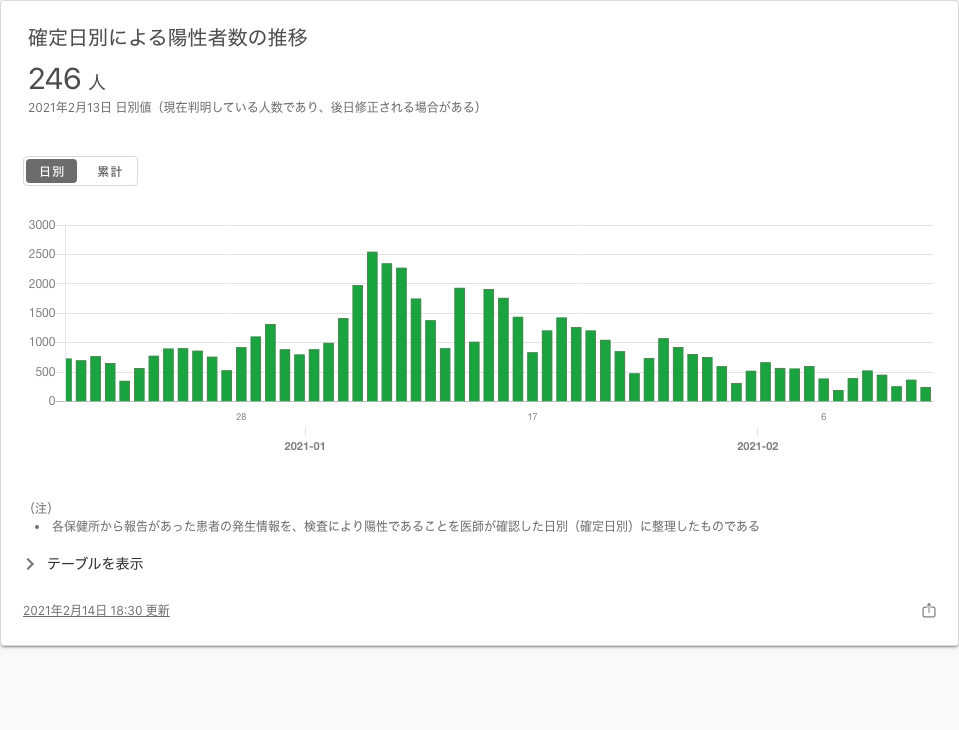 確定日別による陽性者数の推移
246 人
2021年2月13日 日別値（現在判明している人数であり、後日修正される場合がある）
日別 累計
3000
2500
2000
1500
1000
500
0
28 17 6
2021-01 2021-02
（注）
• 各保健所から報告があった患者の発生情報を、検査により陽性であることを医師が確認した日別（確定日別）に整理したものである
テーブルを表示
2021年2月14日 18:30 更新